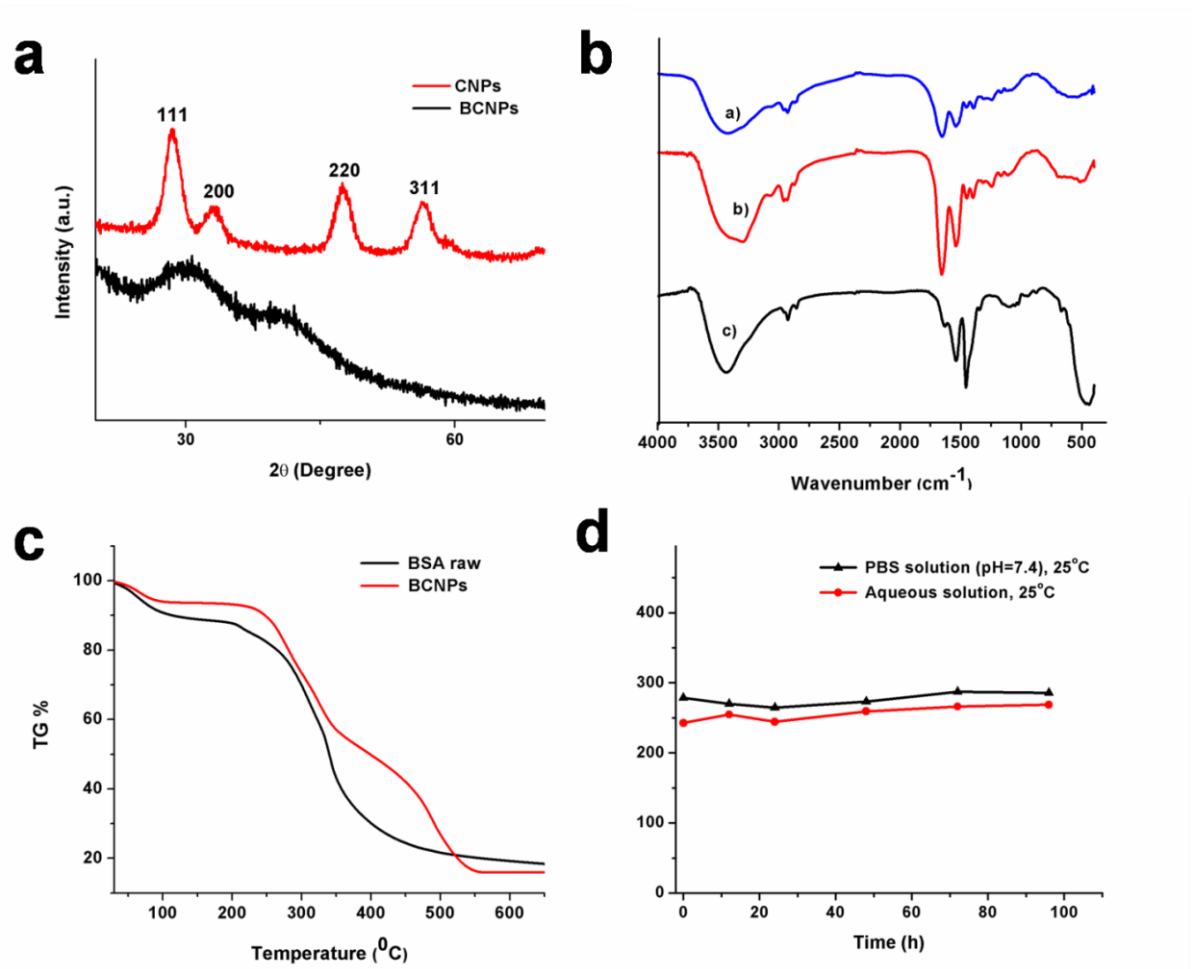 a
CNPs
BCNPs
111
200
220
311
Intensity (a.u.)
30
60
2θ (Degree)
b
a)
b)
c)
4000 3500 3000 2500 2000 1500 1000 500
Wavenumber (cm-1)
c
BSA raw
BCNPs
100
80
60
40
20
TG %
100 200 300 400 500 600
Temperature (0C)
d
PBS solution (pH=7.4), 25oC
Aqueous solution, 25oC
400
300
200
100
0
0 20 40 60 80 100
Time (h)